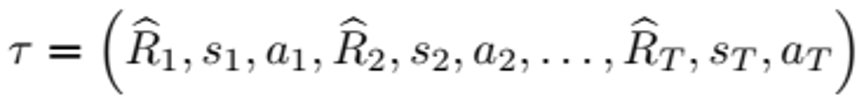 τ = (R̂₁, s₁, a₁, R̂₂, s₂, a₂, . . . , R̂_T, s_T, a_T)